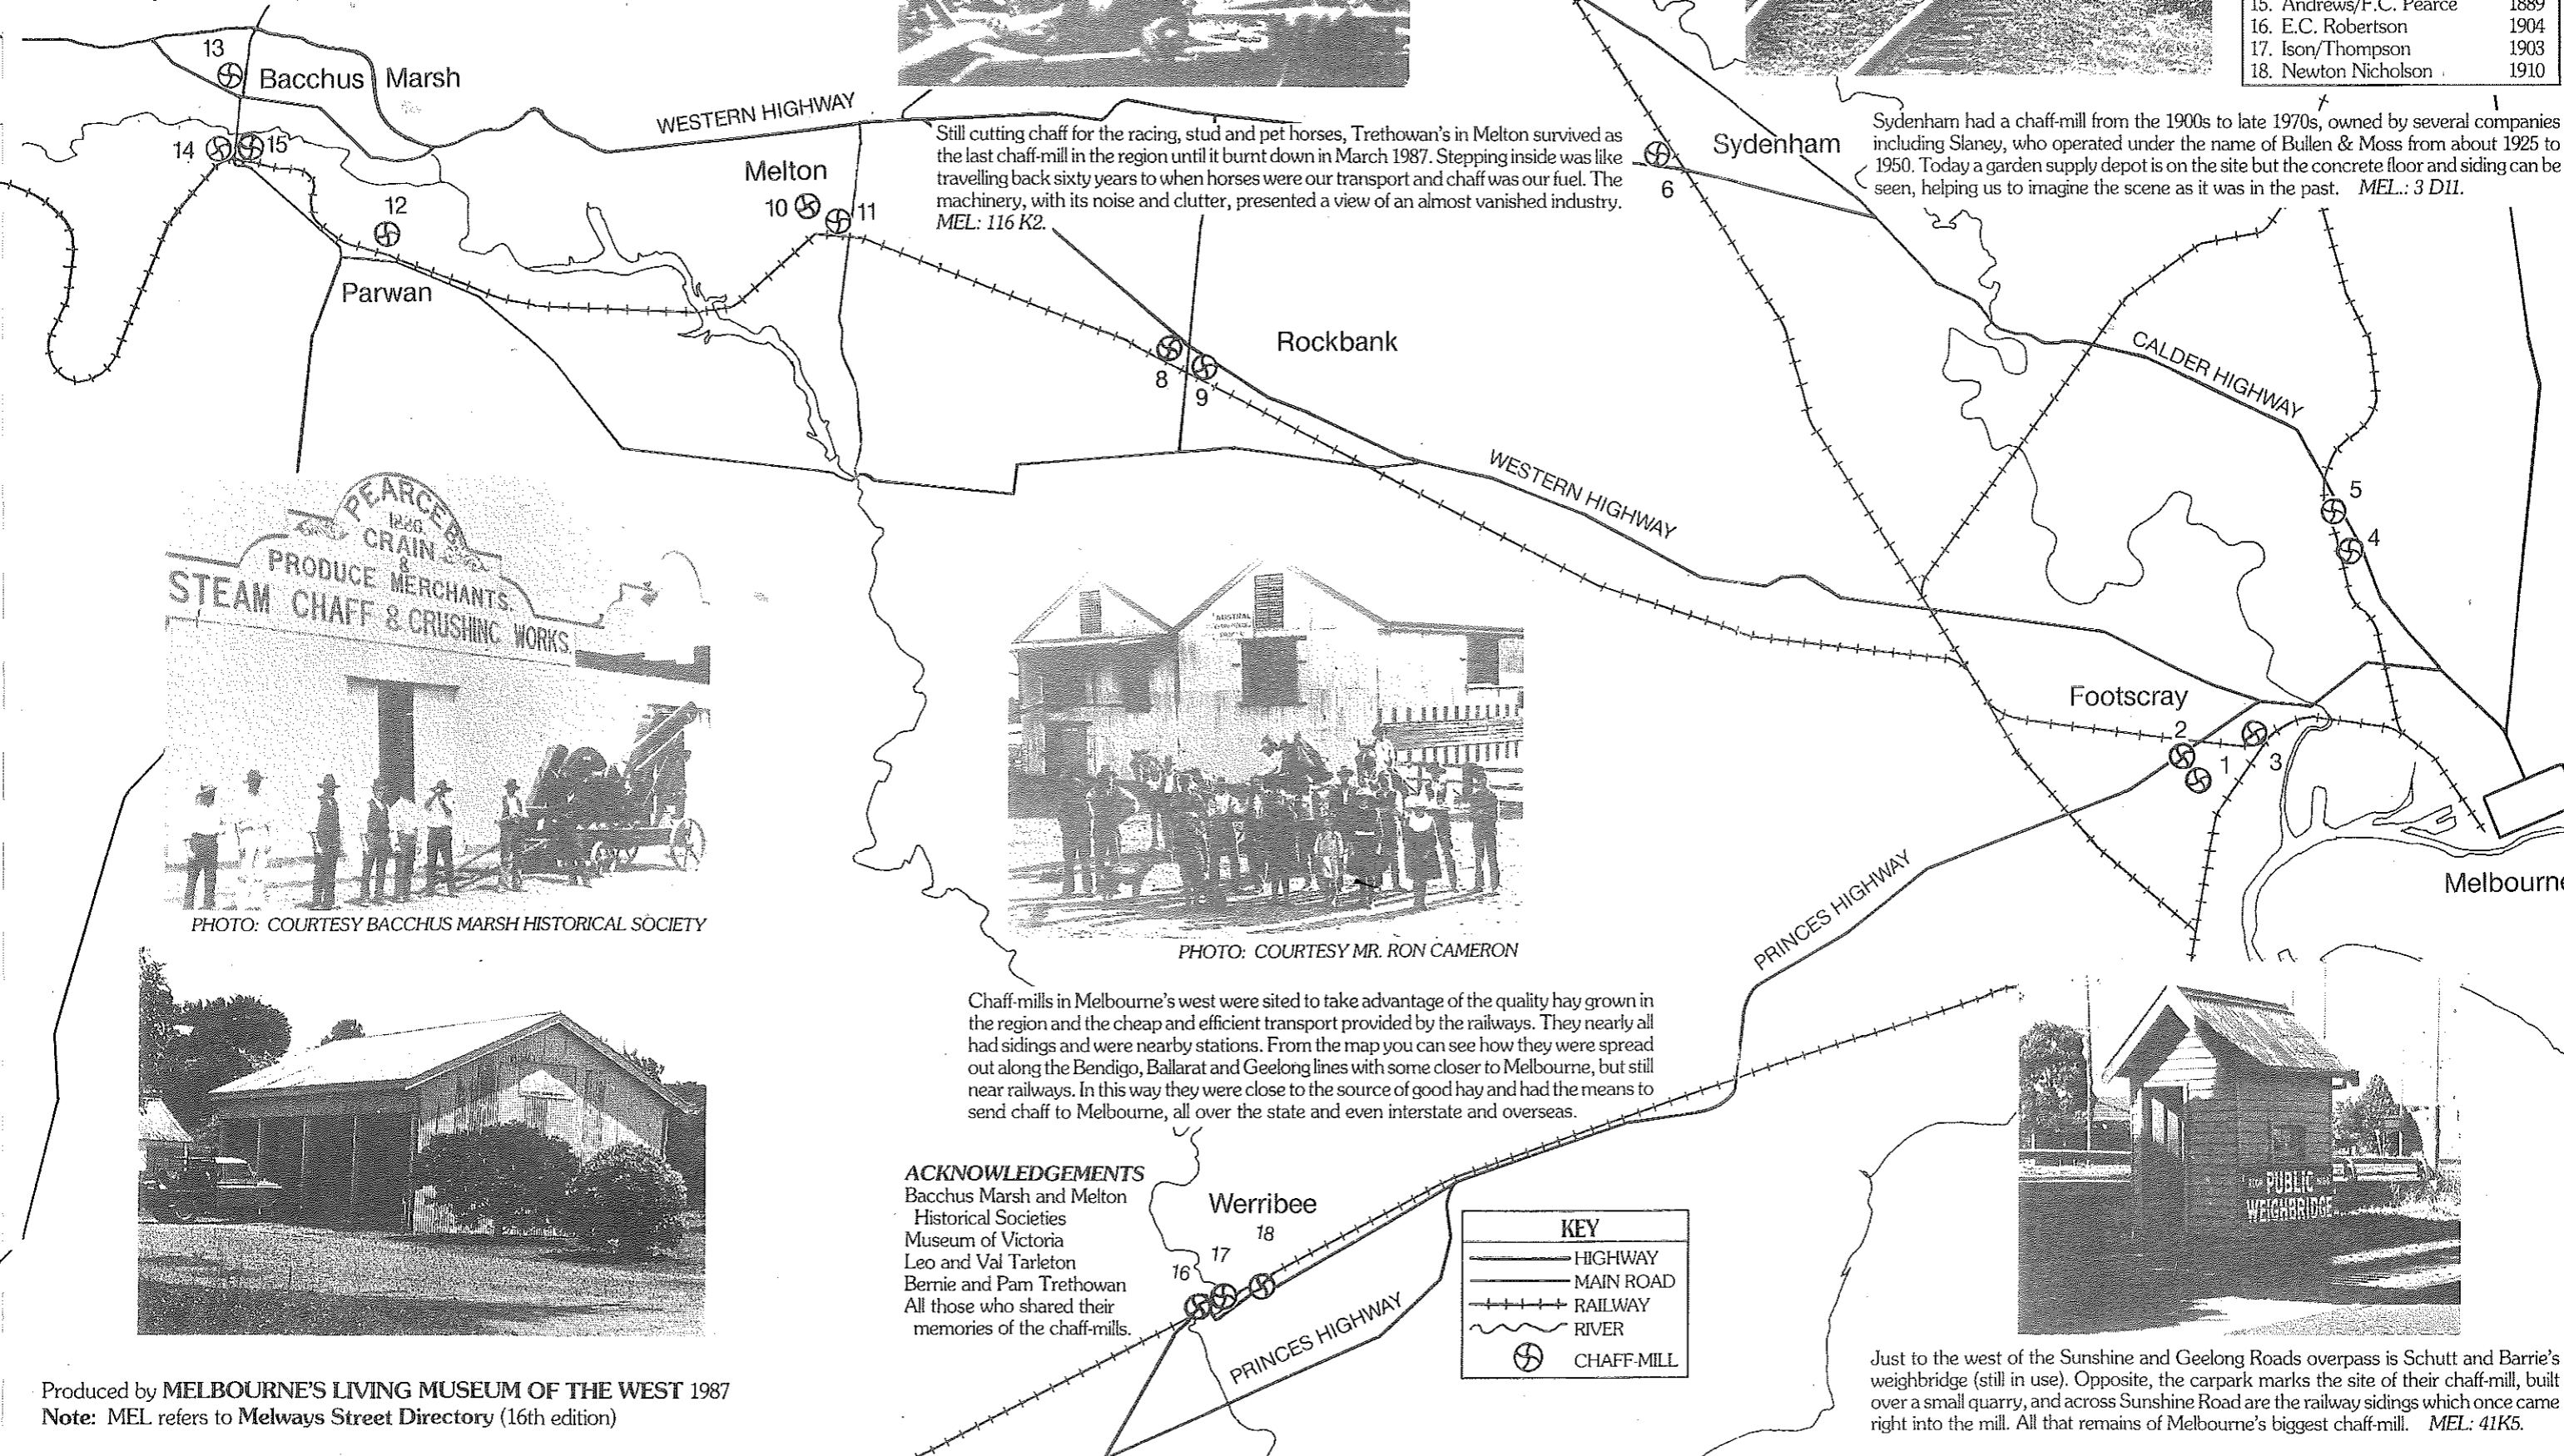 15. Andrews/F.C. Pearce 1889
16. E.C. Robertson 1904
17. Ison/Thompson 1903
18. Newton Nicholson 1910
13
Bacchus Marsh
WESTERN HIGHWAY
14
15
Melton
10
11
12
Parwan
Still cutting chaff for the racing, stud and pet horses, Trethowan's in Melton survived as
the last chaff-mill in the region until it burnt down in March 1987. Stepping inside was like
travelling back sixty years to when horses were our transport and chaff was our fuel. The
machinery, with its noise and clutter, presented a view of an almost vanished industry.
MEL: 116 K2.
Sydenham
6
Sydenham had a chaff-mill from the 1900s to late 1970s, owned by several companies
including Slaney, who operated under the name of Bullen & Moss from about 1925 to
1950. Today a garden supply depot is on the site but the concrete floor and siding can be
seen, helping us to imagine the scene as it was in the past. MEL.: 3 D11.
Rockbank
8
9
CALDER HIGHWAY
WESTERN HIGHWAY
5
4
PEARCE
1886
CRAIN
&
PRODUCE MERCHANTS.
STEAM CHAFF & CRUSHING WORKS.
PHOTO: COURTESY BACCHUS MARSH HISTORICAL SOCIETY
PHOTO: COURTESY MR. RON CAMERON
Footscray
2
1
3
Melbourne
PRINCES HIGHWAY
Chaff-mills in Melbourne's west were sited to take advantage of the quality hay grown in
the region and the cheap and efficient transport provided by the railways. They nearly all
had sidings and were nearby stations. From the map you can see how they were spread
out along the Bendigo, Ballarat and Geelong lines with some closer to Melbourne, but still
near railways. In this way they were close to the source of good hay and had the means to
send chaff to Melbourne, all over the state and even interstate and overseas.
ACKNOWLEDGEMENTS
Bacchus Marsh and Melton
Historical Societies
Museum of Victoria
Leo and Val Tarleton
Bernie and Pam Trethowan
All those who shared their
memories of the chaff-mills.
Werribee
18
17
16
PRINCES HIGHWAY
KEY
HIGHWAY
MAIN ROAD
RAILWAY
RIVER
CHAFF-MILL
PUBLIC
WEIGHBRIDGE
Just to the west of the Sunshine and Geelong Roads overpass is Schutt and Barrie's
weighbridge (still in use). Opposite, the carpark marks the site of their chaff-mill, built
over a small quarry, and across Sunshine Road are the railway sidings which once came
right into the mill. All that remains of Melbourne's biggest chaff-mill. MEL: 41K5.
Produced by MELBOURNE'S LIVING MUSEUM OF THE WEST 1987
Note: MEL refers to Melways Street Directory (16th edition)